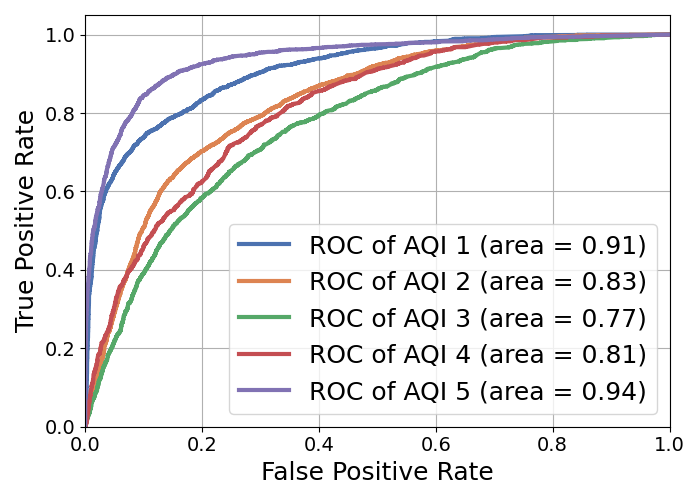 True Positive Rate
1.0
0.8
0.6
0.4
0.2
0.0
ROC of AQI 1 (area = 0.91)
ROC of AQI 2 (area = 0.83)
ROC of AQI 3 (area = 0.77)
ROC of AQI 4 (area = 0.81)
ROC of AQI 5 (area = 0.94)
0.0 0.2 0.4 0.6 0.8 1.0
False Positive Rate